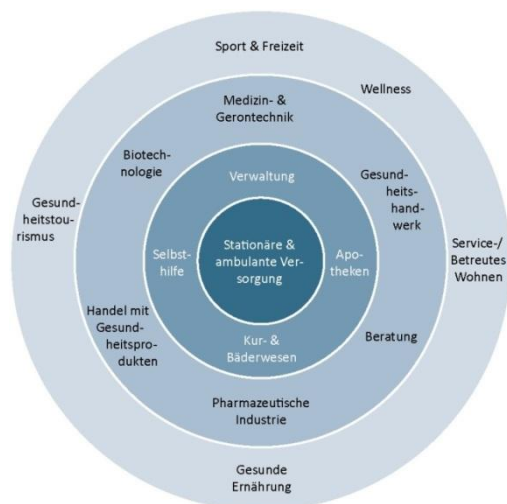 Sport & Freizeit
Wellness
Medizin- &
Gerontechnik
Biotech-
nologie
Gesund-
heits-
hand-
werk
Verwaltung
Gesund-
heitstou-
rismus
Selbst-
hilfe
Stationäre &
ambulante Ver-
sorgung
Apo-
theken
Service-/
Betreutes
Wohnen
Handel mit
Gesund-
heitspro-
dukten
Kur- &
Bäderwesen
Beratung
Pharmazeutische
Industrie
Gesunde
Ernährung